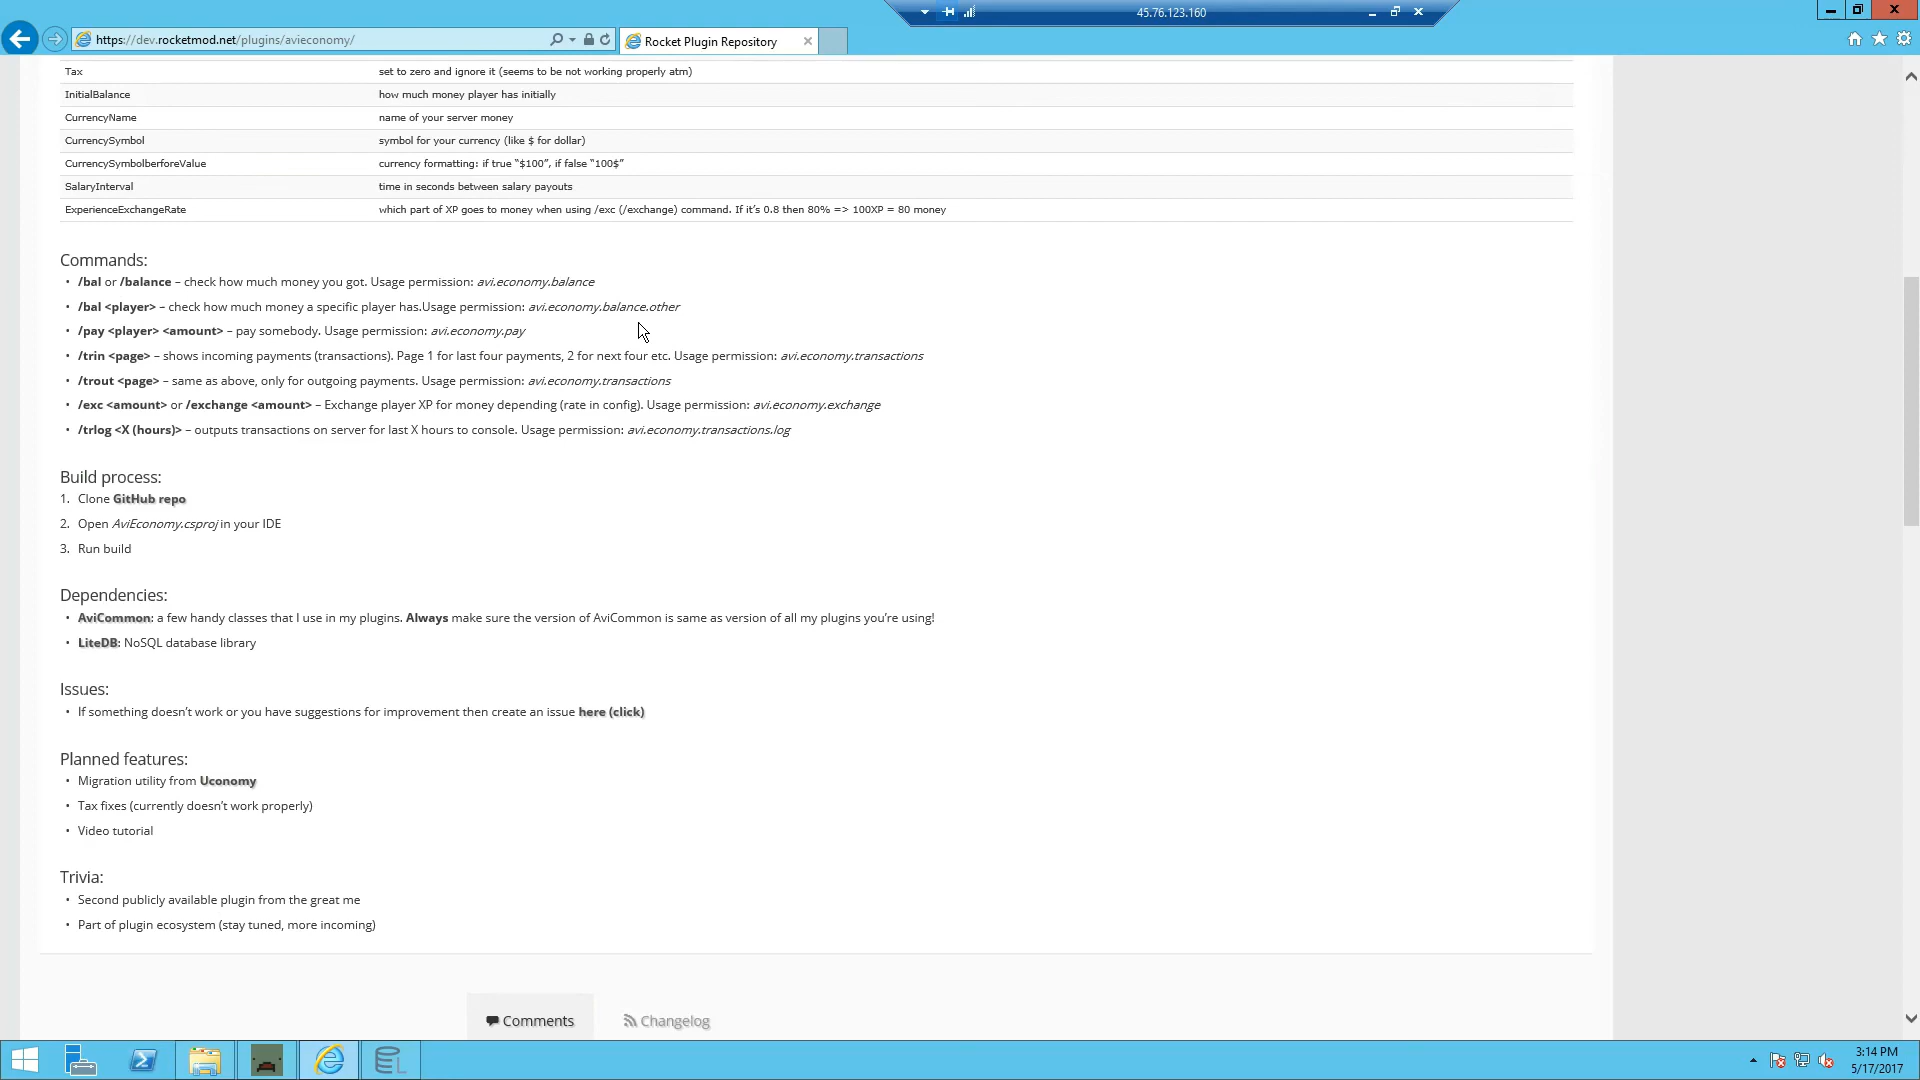 45.76.123.160
https://dev.rocketmod.net/plugins/avieconomy/
Rocket Plugin Repository
Tax set to zero and ignore it (seems to be not working properly atm)
InitialBalance how much money player has initially
CurrencyName name of your server money
CurrencySymbol symbol for your currency (like $ for dollar)
CurrencySymbolberforeValue currency formatting: if true “$100”, if false “100$”
SalaryInterval time in seconds between salary payouts
ExperienceExchangeRate which part of XP goes to money when using /exc (/exchange) command. If it’s 0.8 then 80% => 100XP = 80 money
Commands:
• /bal or /balance – check how much money you got. Usage permission: avi.economy.balance
• /bal <player> – check how much money a specific player has.Usage permission: avi.economy.balance.other
• /pay <player> <amount> – pay somebody. Usage permission: avi.economy.pay
• /trin <page> – shows incoming payments (transactions). Page 1 for last four payments, 2 for next four etc. Usage permission: avi.economy.transactions
• /trout <page> – same as above, only for outgoing payments. Usage permission: avi.economy.transactions
• /exc <amount> or /exchange <amount> – Exchange player XP for money depending (rate in config). Usage permission: avi.economy.exchange
• /trlog <X (hours)> – outputs transactions on server for last X hours to console. Usage permission: avi.economy.transactions.log
Build process:
1. Clone GitHub repo
2. Open AviEconomy.csproj in your IDE
3. Run build
Dependencies:
• AviCommon: a few handy classes that I use in my plugins. Always make sure the version of AviCommon is same as version of all my plugins you’re using!
• LiteDB: NoSQL database library
Issues:
• If something doesn’t work or you have suggestions for improvement then create an issue here (click)
Planned features:
• Migration utility from Uconomy
• Tax fixes (currently doesn’t work properly)
• Video tutorial
Trivia:
• Second publicly available plugin from the great me
• Part of plugin ecosystem (stay tuned, more incoming)
Comments Changelog
3:14 PM
5/17/2017